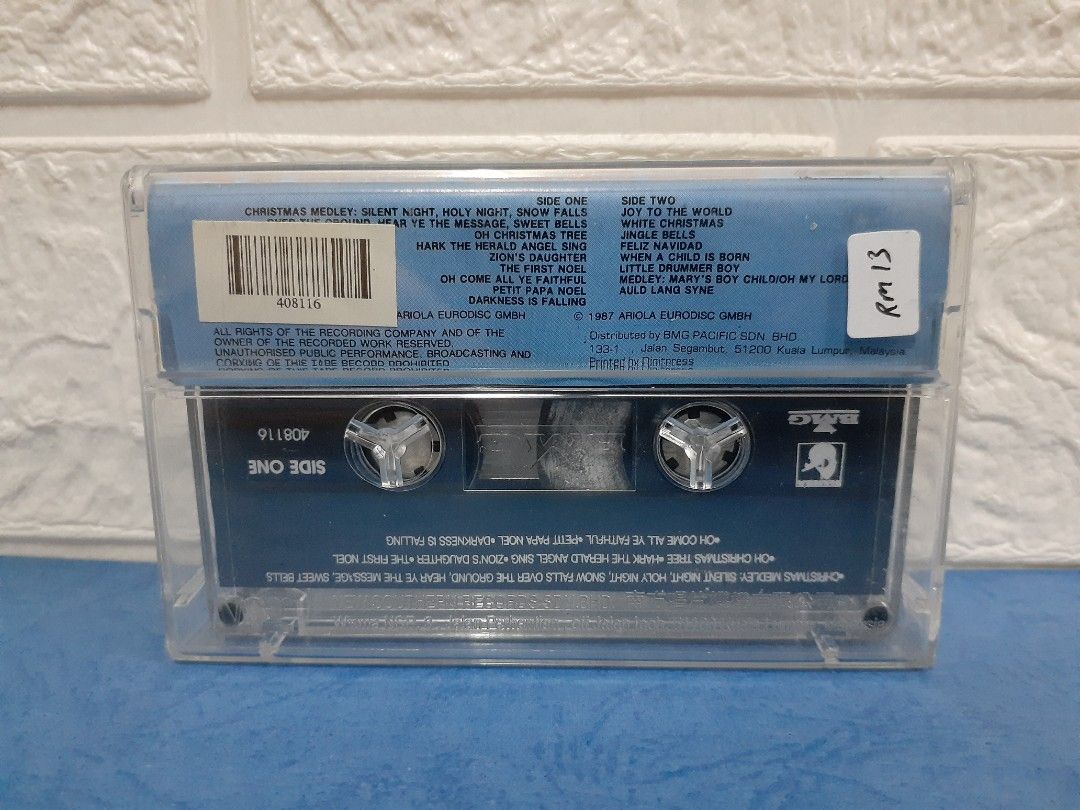 SIDE ONE
CHRISTMAS MEDLEY: SILENT NIGHT, HOLY NIGHT, SNOW FALLS
OVER THE GROUND, HEAR YE THE MESSAGE, SWEET BELLS
OH CHRISTMAS TREE
HARK THE HERALD ANGEL SING
ZION'S DAUGHTER
THE FIRST NOEL
OH COME ALL YE FAITHFUL
PETIT PAPA NOEL
DARKNESS IS FALLING
SIDE TWO
JOY TO THE WORLD
WHITE CHRISTMAS
JINGLE BELLS
FELIZ NAVIDAD
WHEN A CHILD IS BORN
LITTLE DRUMMER BOY
MEDLEY: MARY'S BOY CHILD/OH MY LORD
AULD LANG SYNE
408116
RM 13
ARIOLA EURODISC GMBH
© 1987 ARIOLA EURODISC GMBH
ALL RIGHTS OF THE RECORDING COMPANY AND OF THE
OWNER OF THE RECORDED WORK RESERVED.
UNAUTHORISED PUBLIC PERFORMANCE. BROADCASTING AND
Distributed by BMG PACIFIC SDN. BHD
133-1 , Jalan Segambut, 51200 Kuala Lumpur, Malaysia.
Printed by
408116
SIDE ONE
BMG
•CHRISTMAS MEDLEY: SILENT NIGHT, HOLY NIGHT, SNOW FALLS OVER THE GROUND, HEAR YE THE MESSAGE, SWEET BELLS
•OH CHRISTMAS TREE •HARK THE HERALD ANGEL SING •ZION'S DAUGHTER •THE FIRST NOEL
•OH COME ALL YE FAITHFUL •PETIT PAPA NOEL •DARKNESS IS FALLING